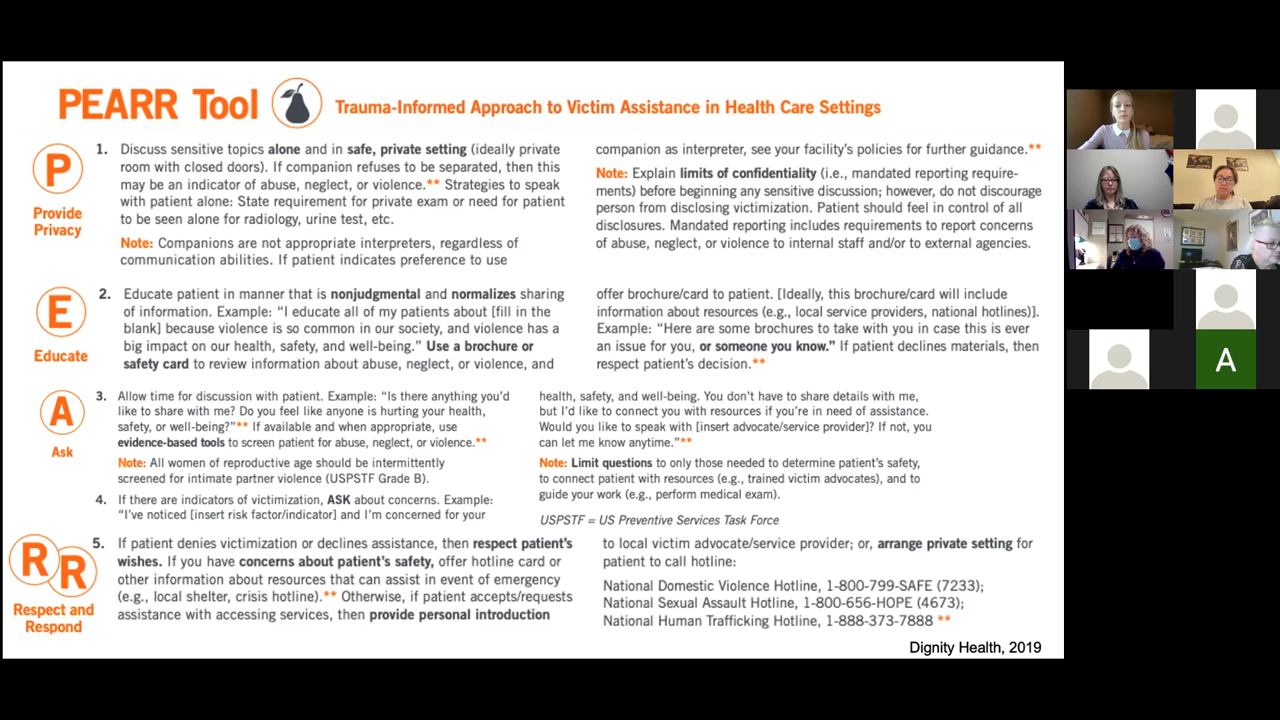 PEARR Tool
Trauma-Informed Approach to Victim Assistance in Health Care Settings
P
Provide
Privacy
1. Discuss sensitive topics alone and in safe, private setting (ideally private
room with closed doors). If companion refuses to be separated, then this
may be an indicator of abuse, neglect, or violence.** Strategies to speak
with patient alone: State requirement for private exam or need for patient
to be seen alone for radiology, urine test, etc.
Note: Companions are not appropriate interpreters, regardless of
communication abilities. If patient indicates preference to use
companion as interpreter, see your facility's policies for further guidance.**
Note: Explain limits of confidentiality (i.e., mandated reporting require-
ments) before beginning any sensitive discussion; however, do not discourage
person from disclosing victimization. Patient should feel in control of all
disclosures. Mandated reporting includes requirements to report concerns
of abuse, neglect, or violence to internal staff and/or to external agencies.
E
Educate
2. Educate patient in manner that is nonjudgmental and normalizes sharing
of information. Example: “I educate all of my patients about [fill in the
blank] because violence is so common in our society, and violence has a
big impact on our health, safety, and well-being.” Use a brochure or
safety card to review information about abuse, neglect, or violence, and
offer brochure/card to patient. [Ideally, this brochure/card will include
information about resources (e.g., local service providers, national hotlines)].
Example: “Here are some brochures to take with you in case this is ever
an issue for you, or someone you know.” If patient declines materials, then
respect patient's decision.**
A
Ask
3. Allow time for discussion with patient. Example: “Is there anything you'd
like to share with me? Do you feel like anyone is hurting your health,
safety, or well-being?”** If available and when appropriate, use
evidence-based tools to screen patient for abuse, neglect, or violence.**
Note: All women of reproductive age should be intermittently
screened for intimate partner violence (USPSTF Grade B).
4. If there are indicators of victimization, ASK about concerns. Example:
“I've noticed [insert risk factor/indicator] and I'm concerned for your
health, safety, and well-being. You don't have to share details with me,
but I'd like to connect you with resources if you're in need of assistance.
Would you like to speak with [insert advocate/service provider]? If not, you
can let me know anytime.”**
Note: Limit questions to only those needed to determine patient's safety,
to connect patient with resources (e.g., trained victim advocates), and to
guide your work (e.g., perform medical exam).
USPSTF = US Preventive Services Task Force
R
R
Respect and
Respond
5. If patient denies victimization or declines assistance, then respect patient's
wishes. If you have concerns about patient's safety, offer hotline card or
other information about resources that can assist in event of emergency
(e.g., local shelter, crisis hotline).** Otherwise, if patient accepts/requests
assistance with accessing services, then provide personal introduction
to local victim advocate/service provider; or, arrange private setting for
patient to call hotline:
National Domestic Violence Hotline, 1-800-799-SAFE (7233);
National Sexual Assault Hotline, 1-800-656-HOPE (4673);
National Human Trafficking Hotline, 1-888-373-7888 **
Dignity Health, 2019
A